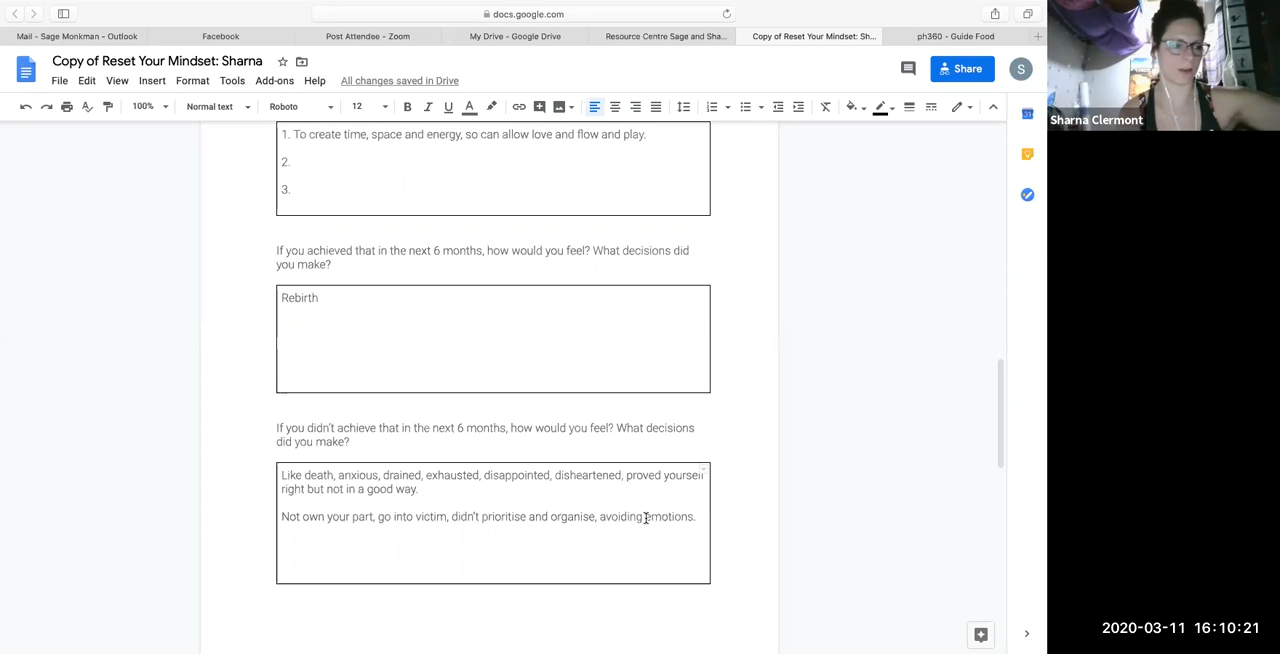 docs.google.com
Mail - Sage Monkman - Outlook
Facebook
Post Attendee - Zoom
My Drive - Google Drive
Resource Centre Sage and Sha...
Copy of Reset Your Mindset: Sh...
ph360 - Guide Food
Copy of Reset Your Mindset: Sharna
File Edit View Insert Format Tools Add-ons Help All changes saved in Drive
Share
S
100% Normal text Roboto 12 B I U A
31
Sharna Clermont
1. To create time, space and energy, so can allow love and flow and play.
2.
3.
If you achieved that in the next 6 months, how would you feel? What decisions did
you make?
Rebirth
If you didn't achieve that in the next 6 months, how would you feel? What decisions
did you make?
Like death, anxious, drained, exhausted, disappointed, disheartened, proved yourself
right but not in a good way.
Not own your part, go into victim, didn't prioritise and organise, avoiding emotions.
2020-03-11 16:10:21